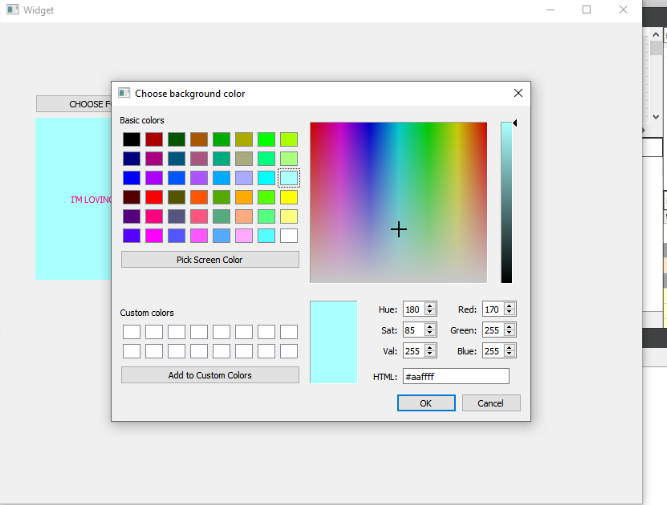 Widget
CHOOSE F
I'M LOVING
Choose background color
Basic colors
Pick Screen Color
Custom colors
Add to Custom Colors
Hue: 180 Red: 170
Sat: 85 Green: 255
Val: 255 Blue: 255
HTML: #aaffff
OK Cancel